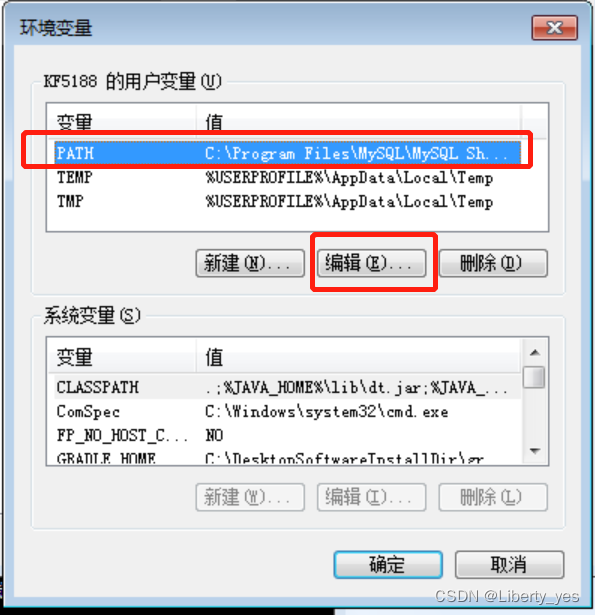 环境变量
KF5188 的用户变量(U)
变量 值
PATH C:\Program Files\MySQL\MySQL Sh...
TEMP %USERPROFILE%\AppData\Local\Temp
TMP %USERPROFILE%\AppData\Local\Temp
新建(N)... 编辑(E)... 删除(D)
系统变量(S)
变量 值
CLASSPATH .;%JAVA_HOME%\lib\dt.jar;%JAVA_...
ComSpec C:\Windows\system32\cmd.exe
FP_NO_HOST_C... NO
GRADLE_HOME C:\DesktopSoftwareInstallDir\gr
新建(W)... 编辑(I)... 删除(L)
确定 取消
CSDN @Liberty_yes